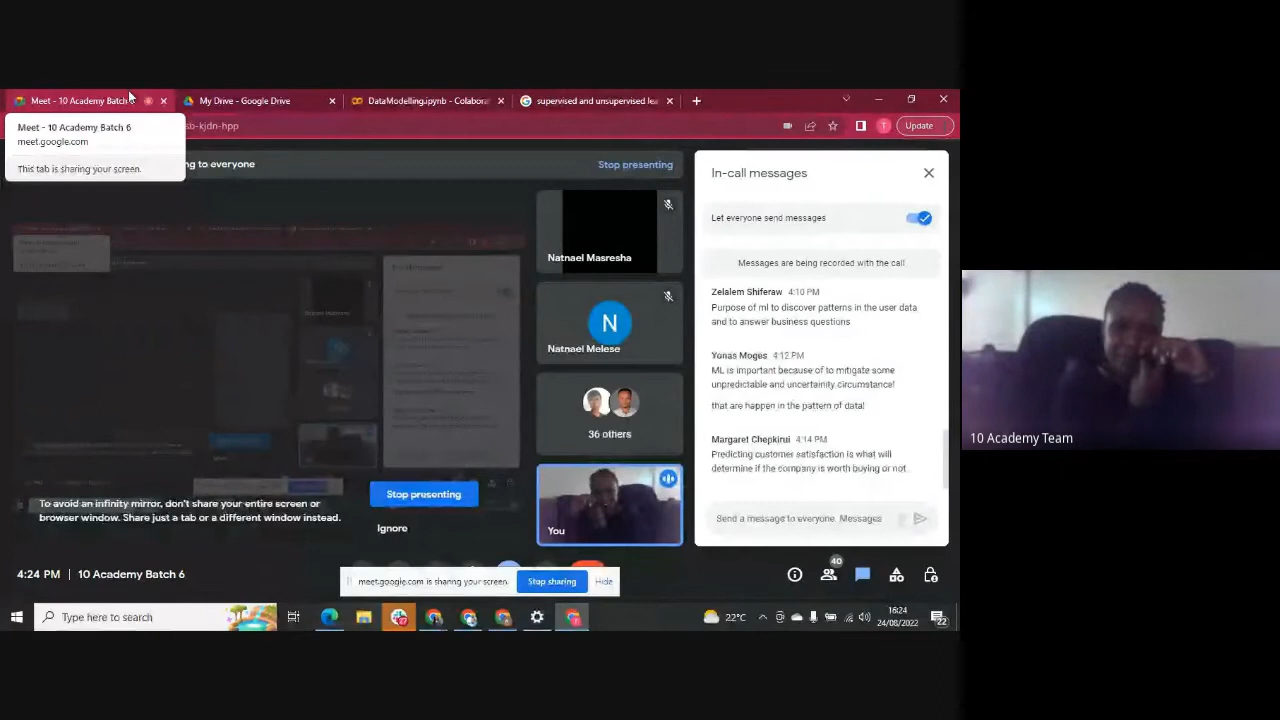 Meet - 10 Academy Batch 6
My Drive - Google Drive
DataModelling.ipynb - Colabora
supervised and unsupervised lea
Meet - 10 Academy Batch 6
meet.google.com
This tab is sharing your screen.
sb-kjdn-hpp
T
Update
ng to everyone
Stop presenting
Natnael Masresha
N
Natnael Melese
36 others
You
To avoid an infinity mirror, don't share your entire screen or
browser window. Share just a tab or a different window instead.
Stop presenting
Ignore
In-call messages
Let everyone send messages
Messages are being recorded with the call
Zelalem Shiferaw 4:10 PM
Purpose of ml to discover patterns in the user data
and to answer business questions
Yonas Moges 4:12 PM
ML is important because of to mitigate some
unpredictable and uncertainity circumstance!
that are happen in the pattern of data!
Margaret Chepkirui 4:14 PM
Predicting customer satisfaction is what will
determine if the company is worth buying or not
Send a message to everyone. Messages
4:24 PM | 10 Academy Batch 6
meet.google.com is sharing your screen.
Stop sharing
Hide
40
Type here to search
22°C
16:24
24/08/2022
22
10 Academy Team